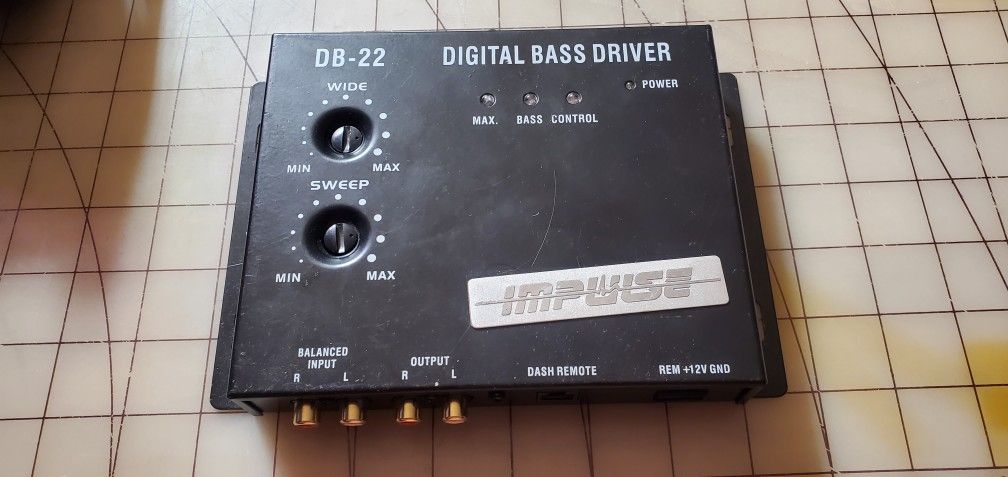 DB-22 DIGITAL BASS DRIVER
WIDE
POWER
MAX. BASS CONTROL
MIN MAX
SWEEP
MIN MAX
IMPULSE
BALANCED
INPUT
R L
OUTPUT
R L
DASH REMOTE
REM +12V GND